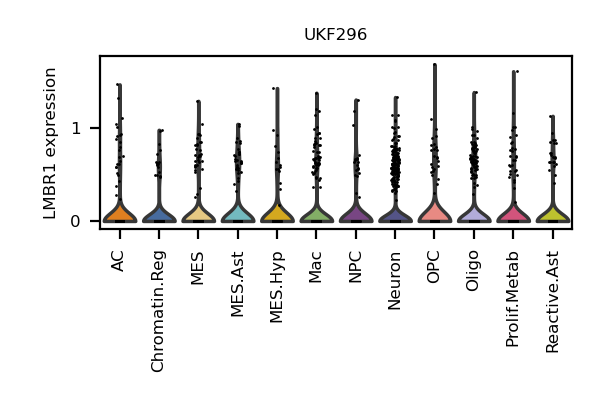 UKF296
LMBR1 expression
1
0
AC
Chromatin.Reg
MES
MES.Ast
MES.Hyp
Mac
NPC
Neuron
OPC
Oligo
Prolif.Metab
Reactive.Ast